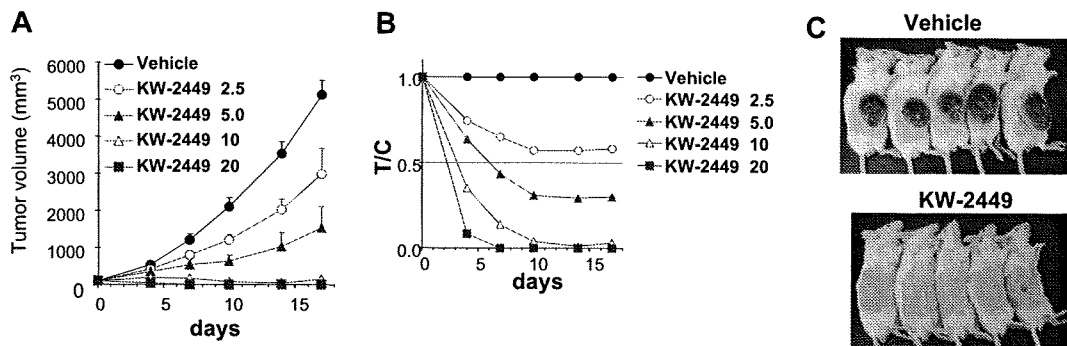 A
Tumor volume (mm³)
6000
5000
4000
3000
2000
1000
0
0
5
10
15
days
Vehicle
KW-2449 2.5
KW-2449 5.0
KW-2449 10
KW-2449 20
B
T/C
1.0
0.5
0.0
0
5
10
15
20
days
Vehicle
KW-2449 2.5
KW-2449 5.0
KW-2449 10
KW-2449 20
C
Vehicle
KW-2449